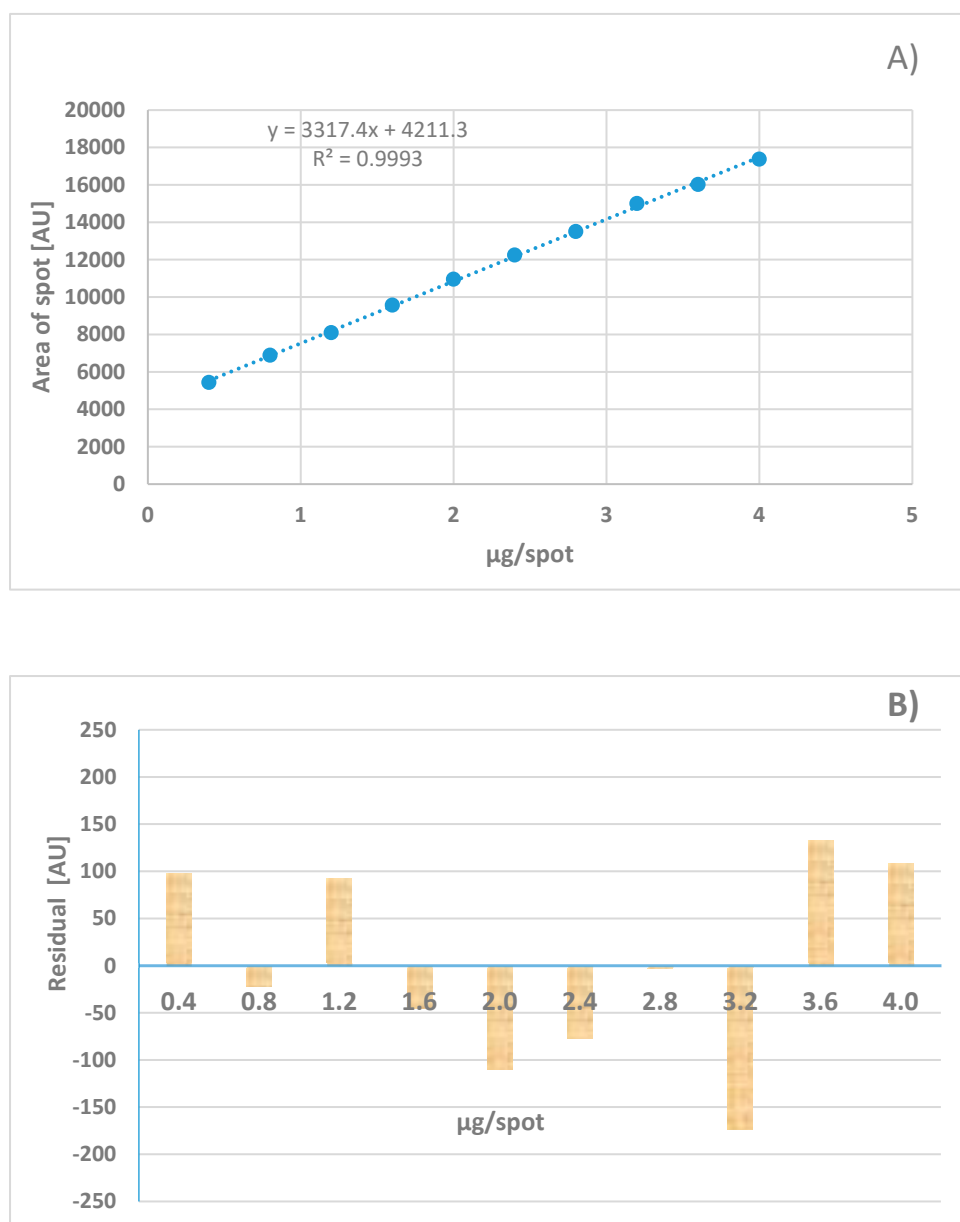 A)
y = 3317.4x + 4211.3
R² = 0.9993
Area of spot [AU]
20000
18000
16000
14000
12000
10000
8000
6000
4000
2000
0
0 1 2 3 4 5
µg/spot
B)
Residual [AU]
250
200
150
100
50
0
0.4 0.8 1.2 1.6 2.0 2.4 2.8 3.2 3.6 4.0
-50
-100
µg/spot
-150
-200
-250